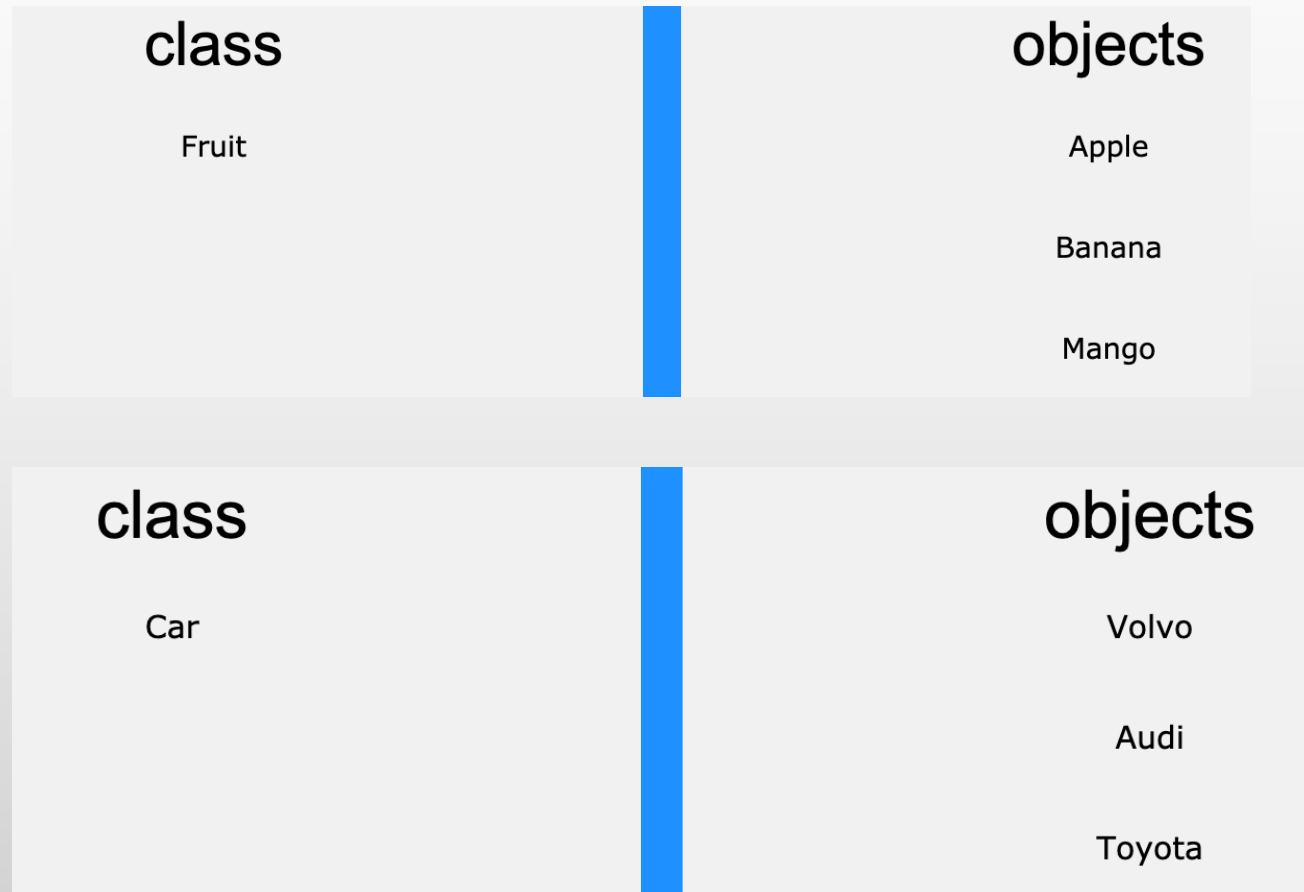 class objects
Fruit Apple
Banana
Mango
class objects
Car Volvo
Audi
Toyota